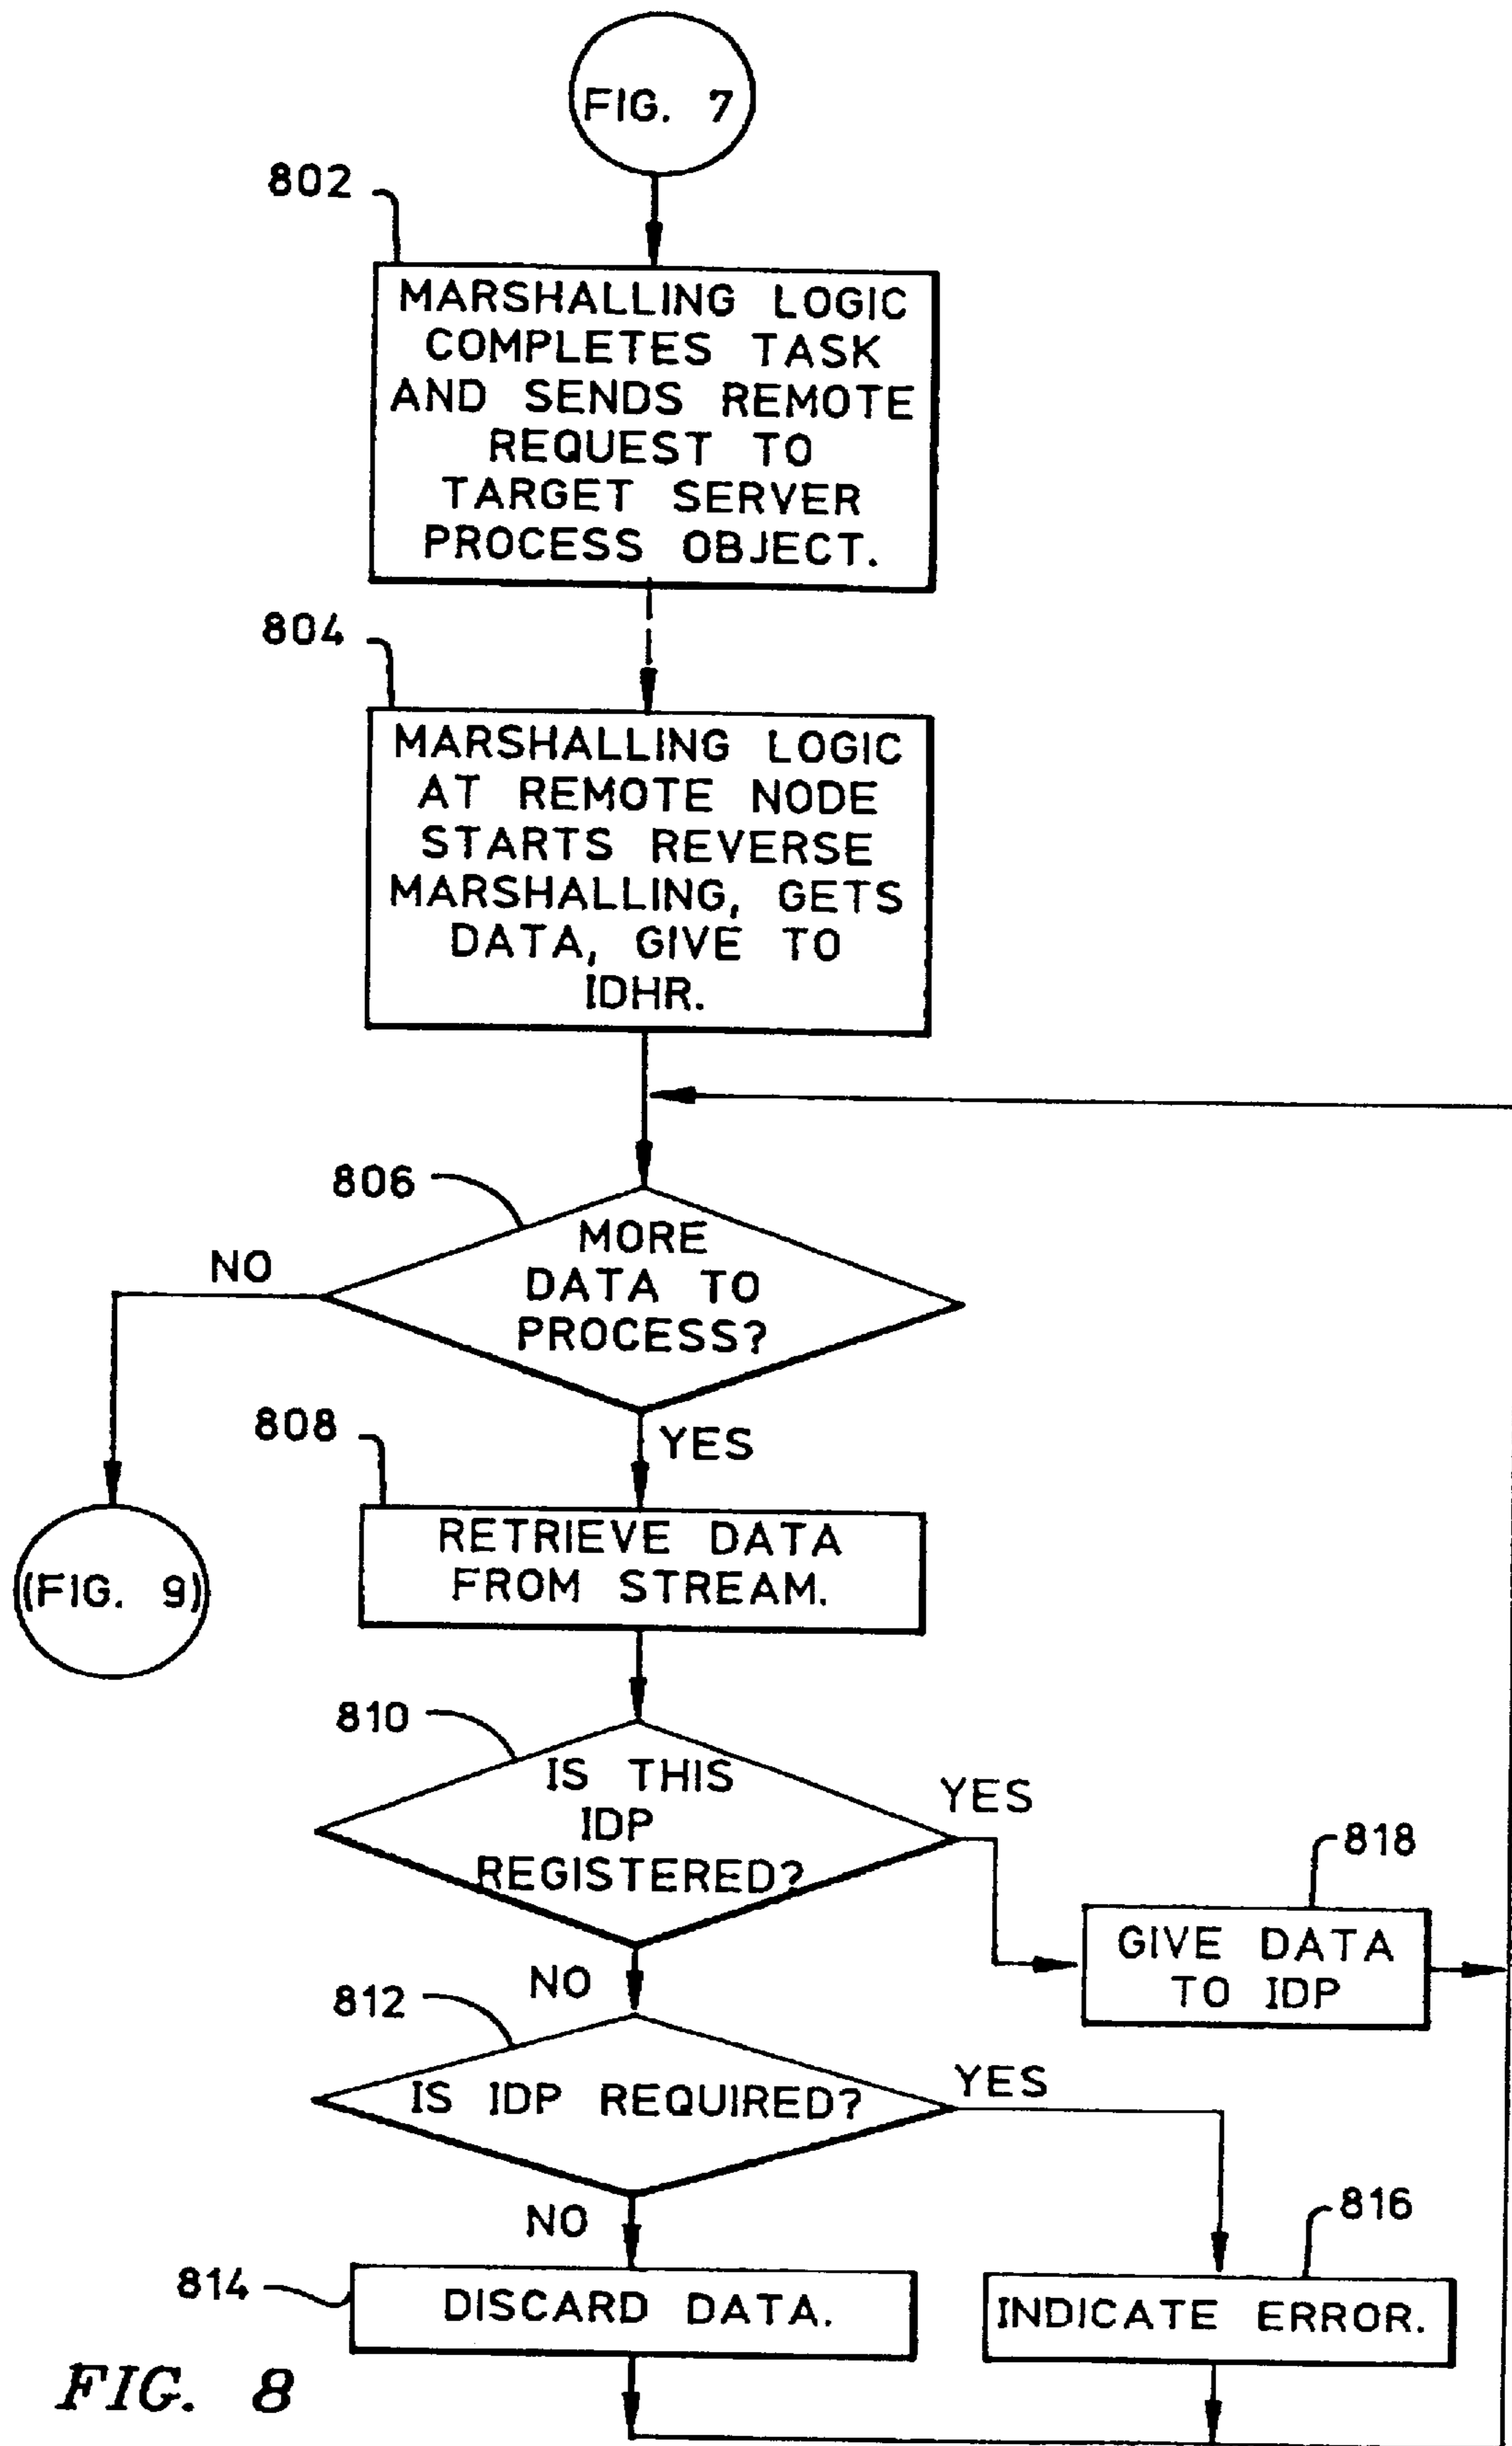 FIG. 7
802
MARSHALLING LOGIC
COMPLETES TASK
AND SENDS REMOTE
REQUEST TO
TARGET SERVER
PROCESS OBJECT.
804
MARSHALLING LOGIC
AT REMOTE NODE
STARTS REVERSE
MARSHALLING, GETS
DATA, GIVE TO
IDHR.
806
MORE
DATA TO
PROCESS?
NO
YES
(FIG. 9)
808
RETRIEVE DATA
FROM STREAM.
810
IS THIS
IDP
REGISTERED?
YES
NO
818
GIVE DATA
TO IDP
812
IS IDP REQUIRED?
YES
NO
814
DISCARD DATA.
816
INDICATE ERROR.
FIG. 8